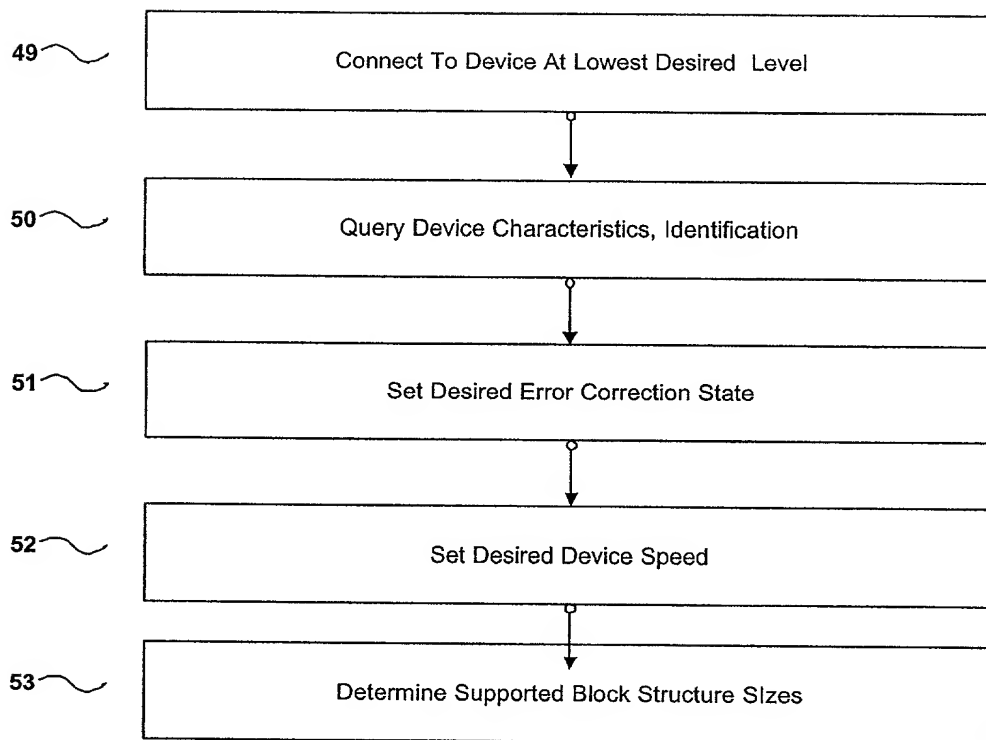 49 Connect To Device At Lowest Desired Level
50 Query Device Characteristics, Identification
51 Set Desired Error Correction State
52 Set Desired Device Speed
53 Determine Supported Block Structure SIzes